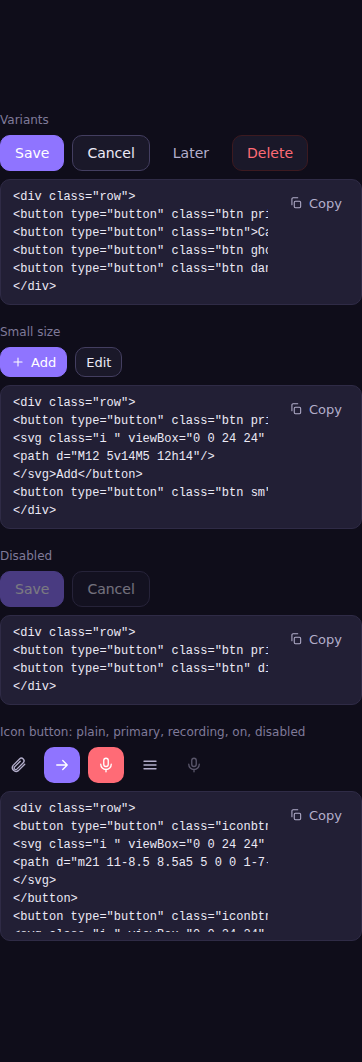 Variants
Save Cancel Later Delete
<div class="row">
<button type="button" class="btn pri
<button type="button" class="btn">Ca
<button type="button" class="btn gho
<button type="button" class="btn dan
</div>
Copy
Small size
+ Add Edit
<div class="row">
<button type="button" class="btn pri
<svg class="i " viewBox="0 0 24 24"
<path d="M12 5v14M5 12h14"/>
</svg>Add</button>
<button type="button" class="btn sm"
</div>
Copy
Disabled
Save Cancel
<div class="row">
<button type="button" class="btn pri
<button type="button" class="btn" di
</div>
Copy
Icon button: plain, primary, recording, on, disabled
<div class="row">
<button type="button" class="iconbtn
<svg class="i " viewBox="0 0 24 24"
<path d="m21 11-8.5 8.5a5 5 0 0 1-7-
</svg>
</button>
<button type="button" class="iconbtn
Copy